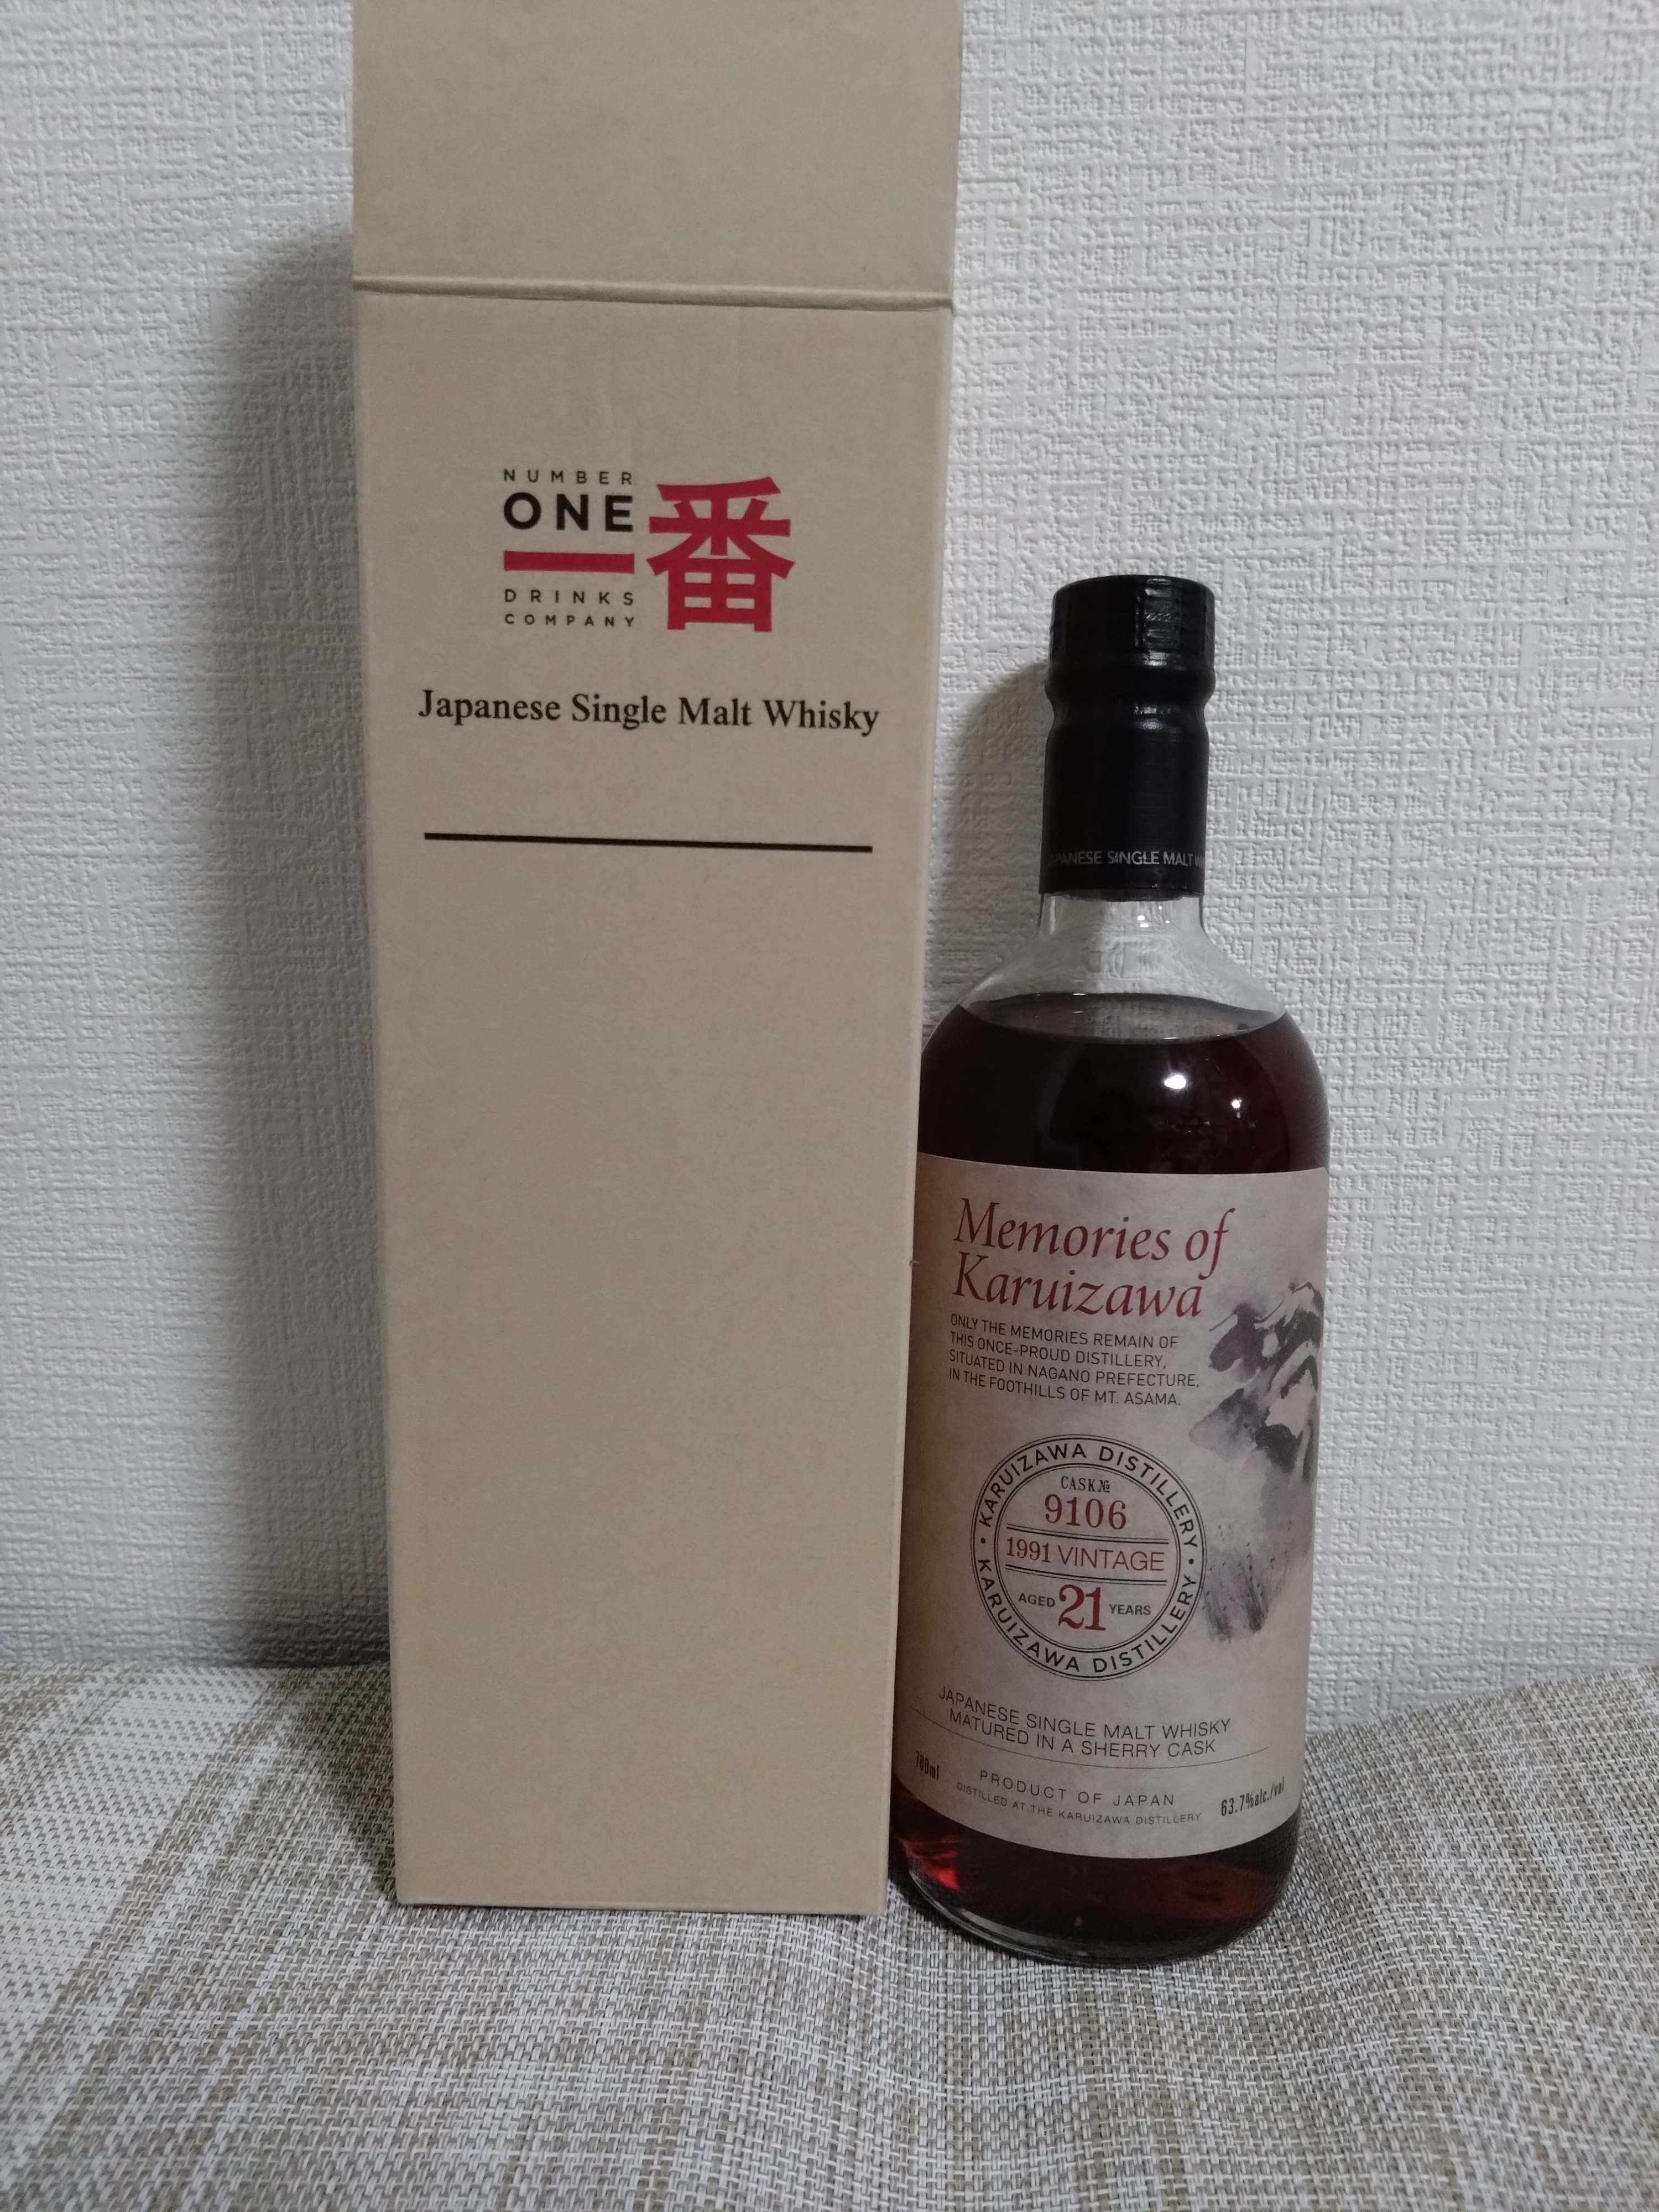 NUMBER
ONE
一番
DRINKS
COMPANY
Japanese Single Malt Whisky
JAPANESE SINGLE MALT
Memories of
Karuizawa
ONLY THE MEMORIES REMAIN OF
THIS ONCE-PROUD DISTILLERY,
SITUATED IN NAGANO PREFECTURE,
IN THE FOOTHILLS OF MT. ASAMA.
• KARUIZAWA DISTILLERY •
CASK №
9106
1991 VINTAGE
AGED 21 YEARS
KARUIZAWA DISTILLERY
JAPANESE SINGLE MALT WHISKY
MATURED IN A SHERRY CASK
700ml
PRODUCT OF JAPAN
63.7%alc./vol
DISTILLED AT THE KARUIZAWA DISTILLERY